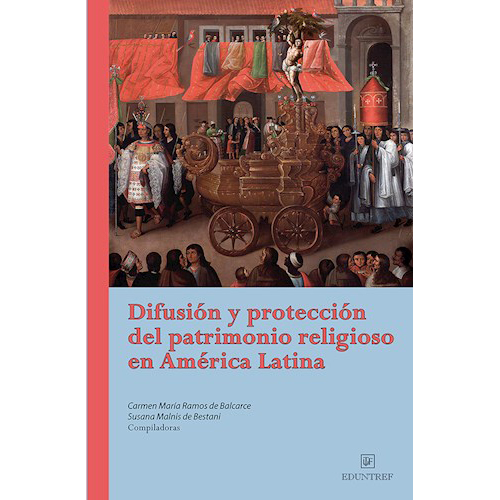 Difusión y protección
del patrimonio religioso
en América Latina
Carmen María Ramos de Balcarce
Susana Malnis de Bestani
Compiladoras
EDUNTREF